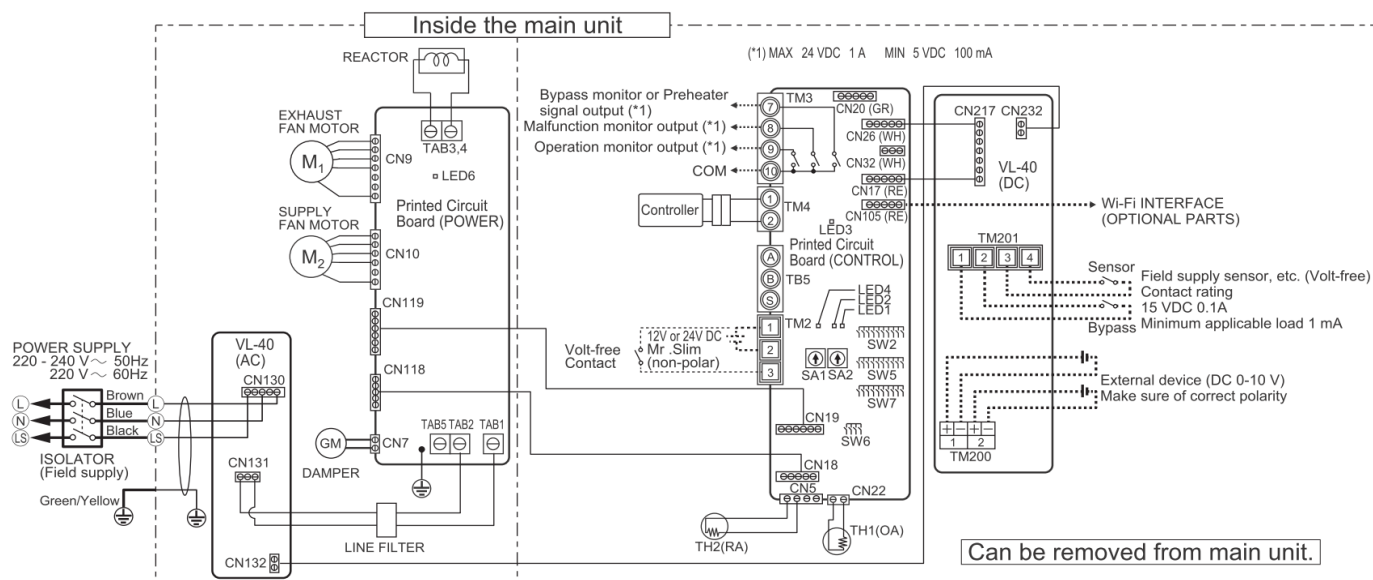 Inside the main unit
REACTOR
(*1) MAX 24 VDC 1 A MIN 5 VDC 100 mA
EXHAUST
FAN MOTOR
M1
CN9
TAB3,4
LED6
Printed Circuit
Board (POWER)
SUPPLY
FAN MOTOR
M2
CN10
CN119
CN118
GM
DAMPER
CN7
TAB5 TAB2 TAB1
POWER SUPPLY
220 - 240 V～ 50Hz
220 V～ 60Hz
L
N
LS
Brown
Blue
Black
L
N
LS
ISOLATOR
(Field supply)
Green/Yellow
VL-40
(AC)
CN130
CN131
CN132
LINE FILTER
Bypass monitor or Preheater
signal output (*1)
Malfunction monitor output (*1)
Operation monitor output (*1)
COM
7
8
9
10
TM3
CN20 (GR)
CN26 (WH)
CN32 (WH)
CN17 (RE)
CN105 (RE)
Controller
1
2
TM4
LED3
Printed Circuit
Board (CONTROL)
A
B
S
TB5
LED4
LED2
LED1
TM2
1
2
3
12V or 24V DC
Mr .Slim
(non-polar)
Volt-free
Contact
SW2
SA1 SA2
SW5
SW7
CN19
SW6
CN18
CN5
CN22
TH2(RA)
TH1(OA)
CN217
CN232
VL-40
(DC)
Wi-Fi INTERFACE
(OPTIONAL PARTS)
TM201
1 2 3 4
Sensor
Field supply sensor, etc. (Volt-free)
Contact rating
15 VDC 0.1A
Bypass
Minimum applicable load 1 mA
External device (DC 0-10 V)
Make sure of correct polarity
+ − + −
1 2
TM200
Can be removed from main unit.